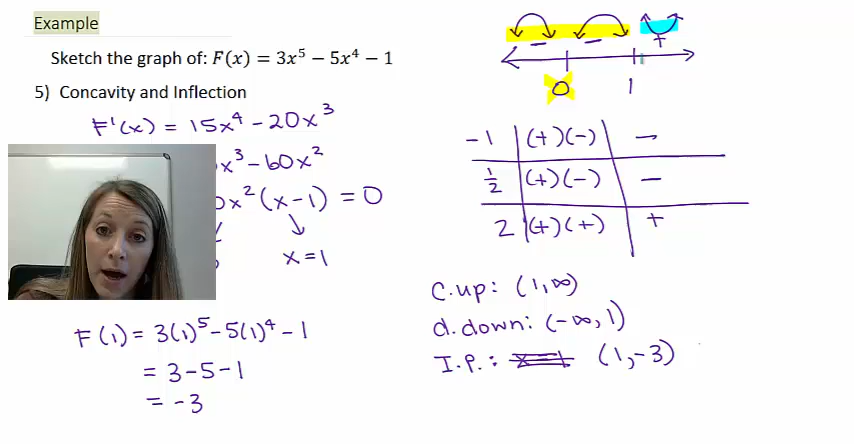 Example
Sketch the graph of: F(x) = 3x⁵ − 5x⁴ − 1
5) Concavity and Inflection
F'(x) = 15x⁴ − 20x³
x³ − 60x²
x²(x − 1) = 0
x = 1
F(1) = 3(1)⁵ − 5(1)⁴ − 1
= 3 − 5 − 1
= −3
− − +
0 1
−1 (+)(−) −
½ (+)(−) −
2 (+)(+) +
C. up: (1, ∞)
d. down: (−∞, 1)
I.P.: x = 1 (1, −3)